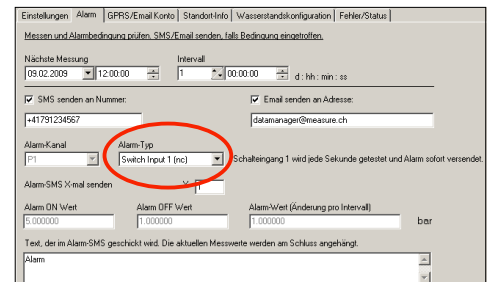 Einstellungen Alarm GPRS/Email Konto Standort-Info Wasserstandskonfiguration Fehler/Status
Messen und Alarmbedingung prüfen. SMS/Email senden, falls Bedingung eingetroffen.
Nächste Messung Intervall
09.02.2009 12:00:00 1 00:00:00 d : hh : min : ss
SMS senden an Nummer: Email senden an Adresse:
+41791234567 datamanager@measure.ch
Alarm-Kanal Alarm-Typ
P1 Switch Input 1 (nc) Schalteingang 1 wird jede Sekunde getestet und Alarm sofort versendet.
Alarm-SMS X-mal senden X 1
Alarm ON Wert Alarm OFF Wert Alarm-Wert (Änderung pro Intervall)
5.000000 1.000000 1.000000 bar
Text, der im Alarm-SMS geschickt wird. Die aktuellen Messwerte werden am Schluss angehängt.
Alarm